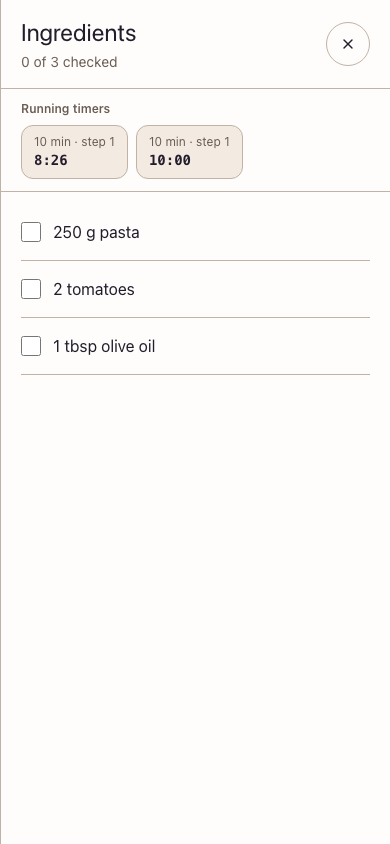 Ingredients
0 of 3 checked
Running timers
10 min · step 1
8:26
10 min · step 1
10:00
250 g pasta
2 tomatoes
1 tbsp olive oil